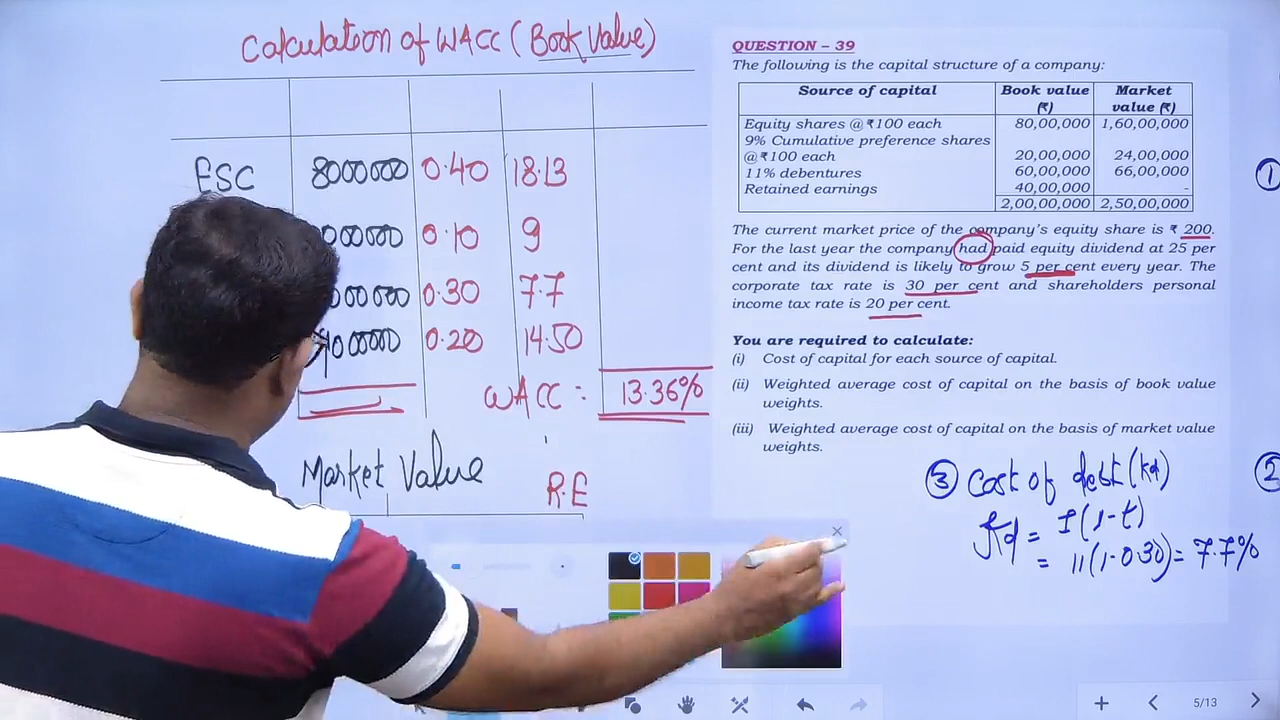 Calculation of WACC (Book Value)
ESC 8000000 0.40 18.13
000000 0.10 9
000000 0.30 7.7
000000 0.20 14.50
WACC = 13.36%
Market Value
R.E
QUESTION – 39
The following is the capital structure of a company:
Source of capital Book value (₹) Market value (₹)
Equity shares @ ₹100 each 80,00,000 1,60,00,000
9% Cumulative preference shares
@ ₹100 each 20,00,000 24,00,000
11% debentures 60,00,000 66,00,000
Retained earnings 40,00,000 -
2,00,00,000 2,50,00,000
The current market price of the company's equity share is ₹ 200.
For the last year the company had paid equity dividend at 25 per
cent and its dividend is likely to grow 5 per cent every year. The
corporate tax rate is 30 per cent and shareholders personal
income tax rate is 20 per cent.
You are required to calculate:
(i) Cost of capital for each source of capital.
(ii) Weighted average cost of capital on the basis of book value
weights.
(iii) Weighted average cost of capital on the basis of market value
weights.
① 
③ Cost of debt (Kd)
Kd = I(1-t)
= 11(1-0.30) = 7.7%
②
5/13